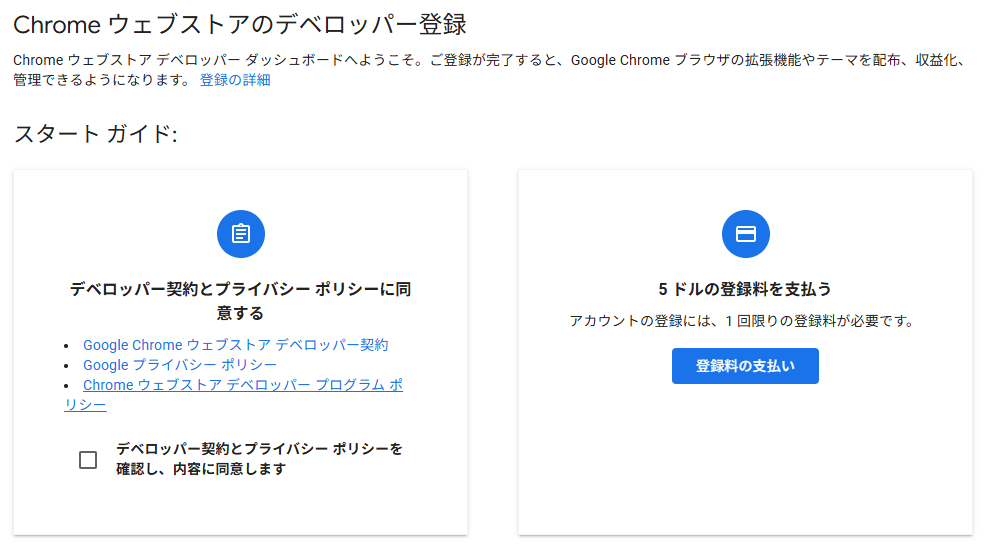 Chrome ウェブストアのデベロッパー登録
Chrome ウェブストア デベロッパー ダッシュボードへようこそ。ご登録が完了すると、Google Chrome ブラウザの拡張機能やテーマを配布、収益化、
管理できるようになります。 登録の詳細
スタート ガイド:
デベロッパー契約とプライバシー ポリシーに同
意する
• Google Chrome ウェブストア デベロッパー契約
• Google プライバシー ポリシー
• Chrome ウェブストア デベロッパー プログラム ポ
リシー
デベロッパー契約とプライバシー ポリシーを
確認し、内容に同意します
5 ドルの登録料を支払う
アカウントの登録には、1 回限りの登録料が必要です。
登録料の支払い